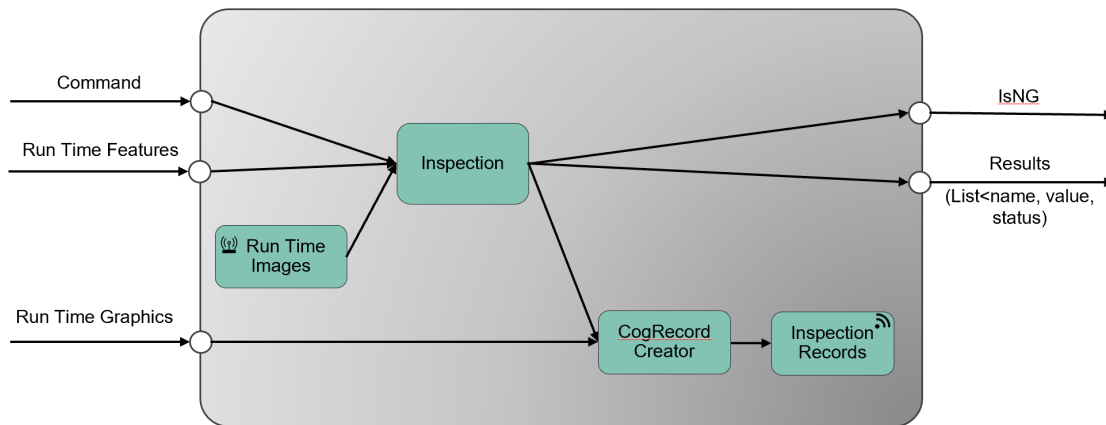 Command
IsNG
Run Time Features
Inspection
Results
(List<name, value,
status)
Run Time
Images
Run Time Graphics
CogRecord
Creator
Inspection
Records